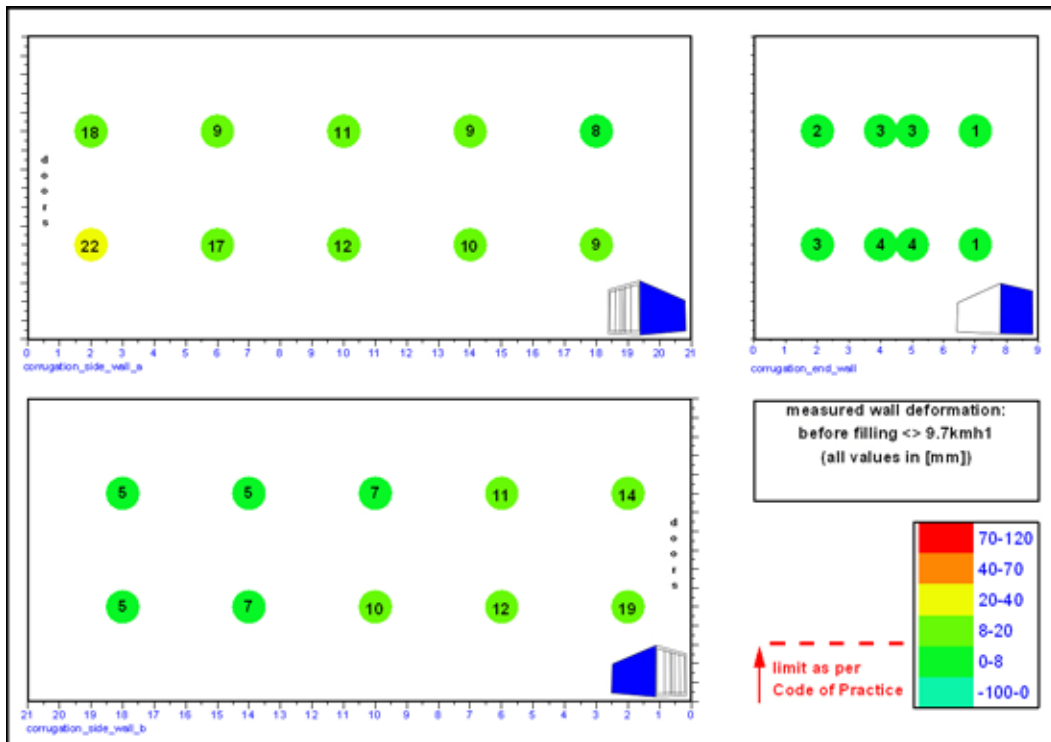 18 9 11 9 8
doors
22 17 12 10 9
0 1 2 3 4 5 6 7 8 9 10 11 12 13 14 15 16 17 18 19 20 21
corrugation_side_wall_a
2 3 3 1
3 4 4 1
0 1 2 3 4 5 6 7 8 9
corrugation_end_wall
5 5 7 11 14
doors
5 7 10 12 19
21 20 19 18 17 16 15 14 13 12 11 10 9 8 7 6 5 4 3 2 1 0
corrugation_side_wall_b
measured wall deformation:
before filling <> 9.7kmh1
(all values in [mm])
70-120
40-70
20-40
8-20
0-8
-100-0
limit as per
Code of Practice